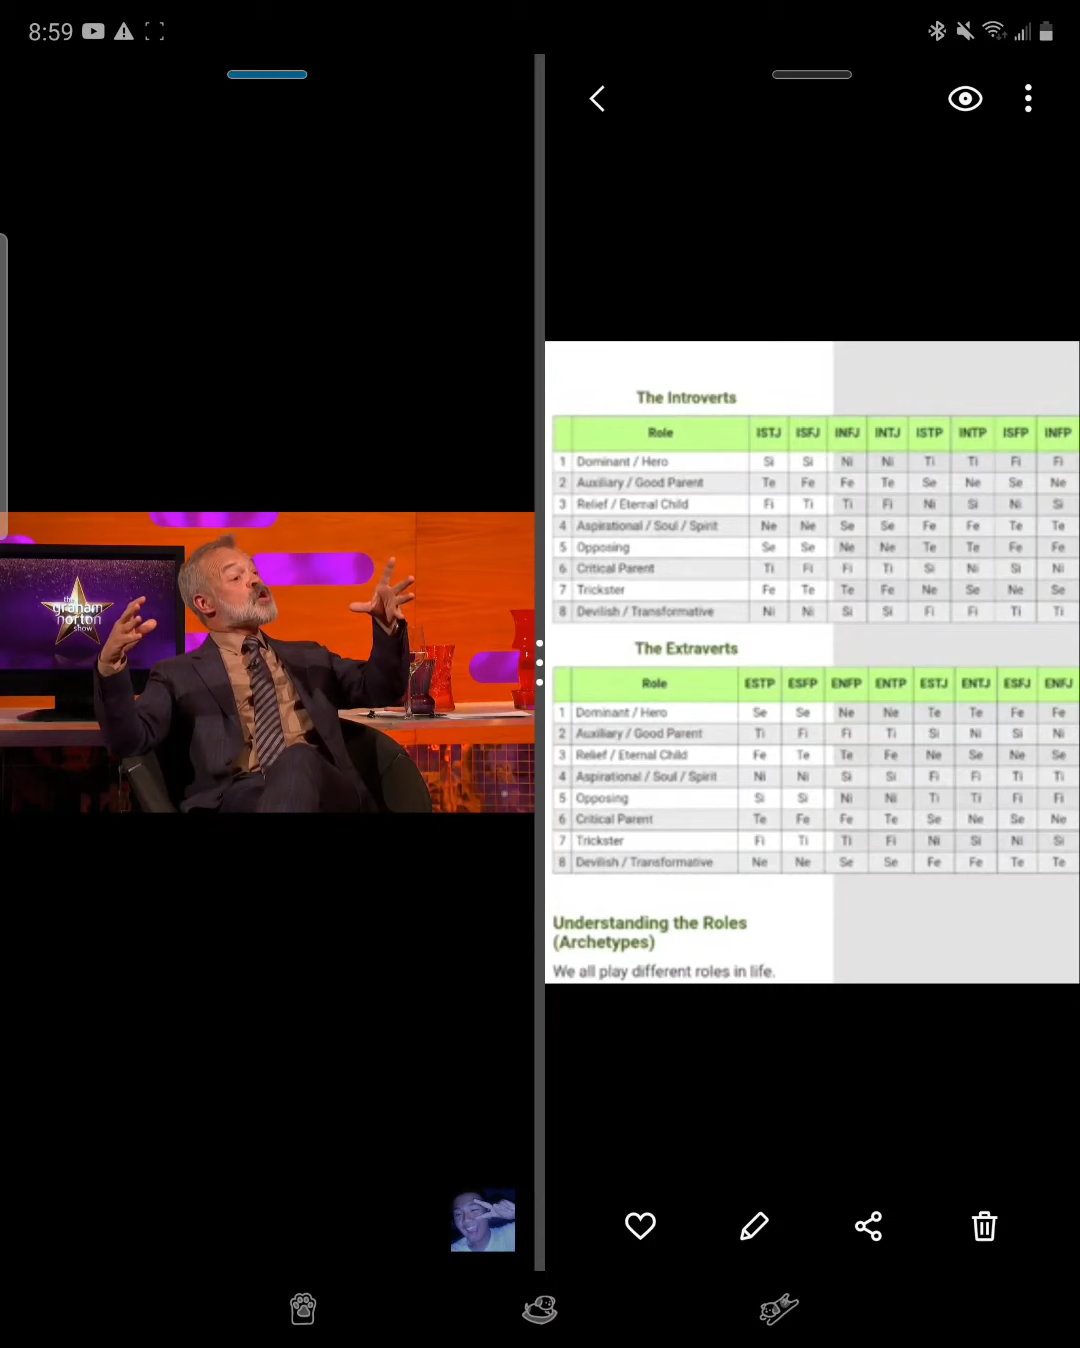 8:59
the
graham
norton
show
The Introverts
Role ISTJ ISFJ INFJ INTJ ISTP INTP ISFP INFP
1 Dominant / Hero Si Si Ni Ni Ti Ti Fi Fi
2 Auxiliary / Good Parent Te Fe Fe Te Se Ne Se Ne
3 Relief / Eternal Child Fi Ti Ti Fi Ni Si Ni Si
4 Aspirational / Soul / Spirit Ne Ne Se Se Fe Fe Te Te
5 Opposing Se Se Ne Ne Te Te Fe Fe
6 Critical Parent Ti Fi Fi Ti Si Ni Si Ni
7 Trickster Fe Te Te Fe Ne Se Ne Se
8 Devilish / Transformative Ni Ni Si Si Fi Fi Ti Ti
The Extraverts
Role ESTP ESFP ENFP ENTP ESTJ ENTJ ESFJ ENFJ
1 Dominant / Hero Se Se Ne Ne Te Te Fe Fe
2 Auxiliary / Good Parent Ti Fi Fi Ti Si Ni Si Ni
3 Relief / Eternal Child Fe Te Te Fe Ne Se Ne Se
4 Aspirational / Soul / Spirit Ni Ni Si Si Fi Fi Ti Ti
5 Opposing Si Si Ni Ni Ti Ti Fi Fi
6 Critical Parent Te Fe Fe Te Se Ne Se Ne
7 Trickster Fi Ti Ti Fi Ni Si Ni Si
8 Devilish / Transformative Ne Ne Se Se Fe Fe Te Te
Understanding the Roles
(Archetypes)
We all play different roles in life.